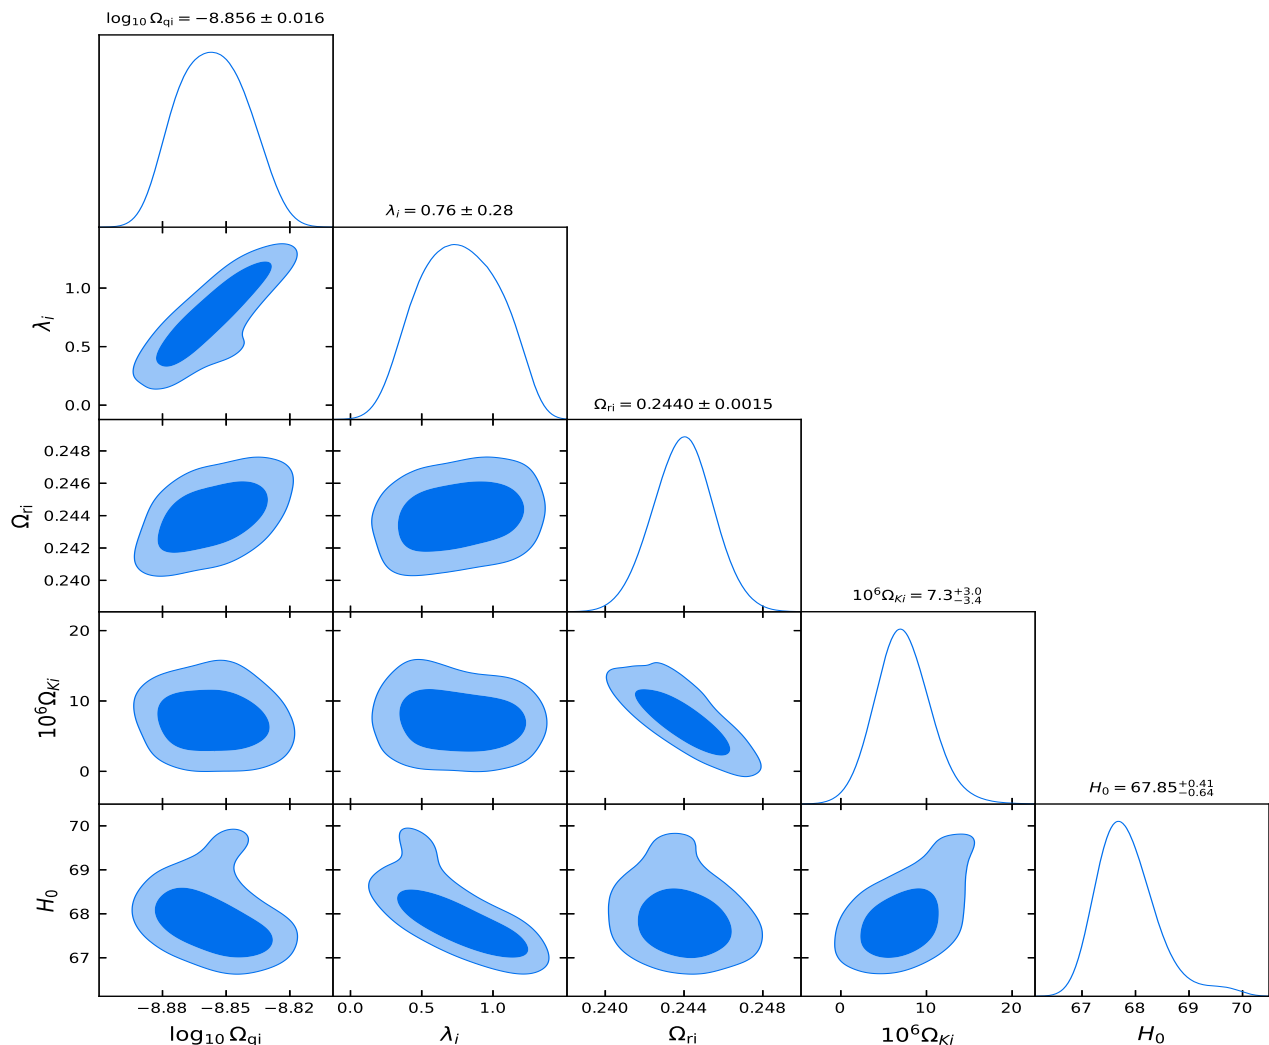 log₁₀ Ω_qi = −8.856 ± 0.016
λ_i = 0.76 ± 0.28
1.0
0.5
0.0
λ_i
Ω_ri = 0.2440 ± 0.0015
0.248
0.246
0.244
0.242
0.240
Ω_ri
10⁶Ω_Ki = 7.3^{+3.0}_{−3.4}
20
10
0
10⁶Ω_Ki
H₀ = 67.85^{+0.41}_{−0.64}
70
69
68
67
H₀
−8.88 −8.85 −8.82 0.0 0.5 1.0 0.240 0.244 0.248 0 10 20 67 68 69 70
log₁₀ Ω_qi λ_i Ω_ri 10⁶Ω_Ki H₀